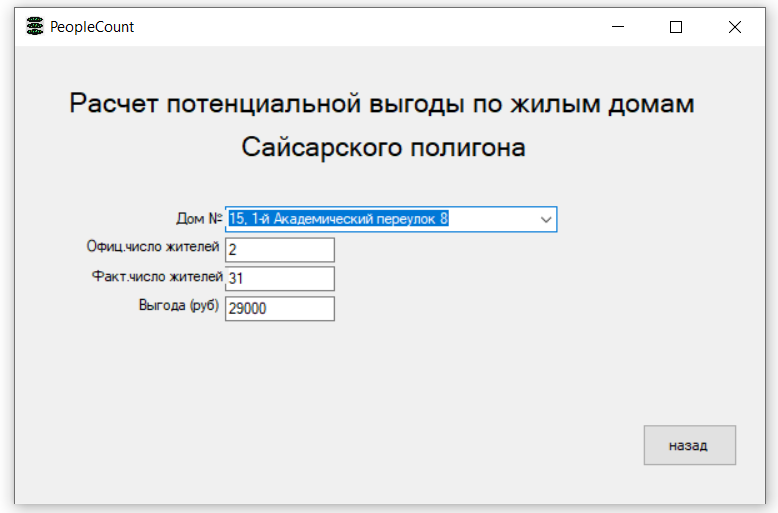 PeopleCount
Расчет потенциальной выгоды по жилым домам
Сайсарского полигона
Дом № 15, 1-й Академический переулок 8
Офиц.число жителей 2
Факт.число жителей 31
Выгода (руб) 29000
назад